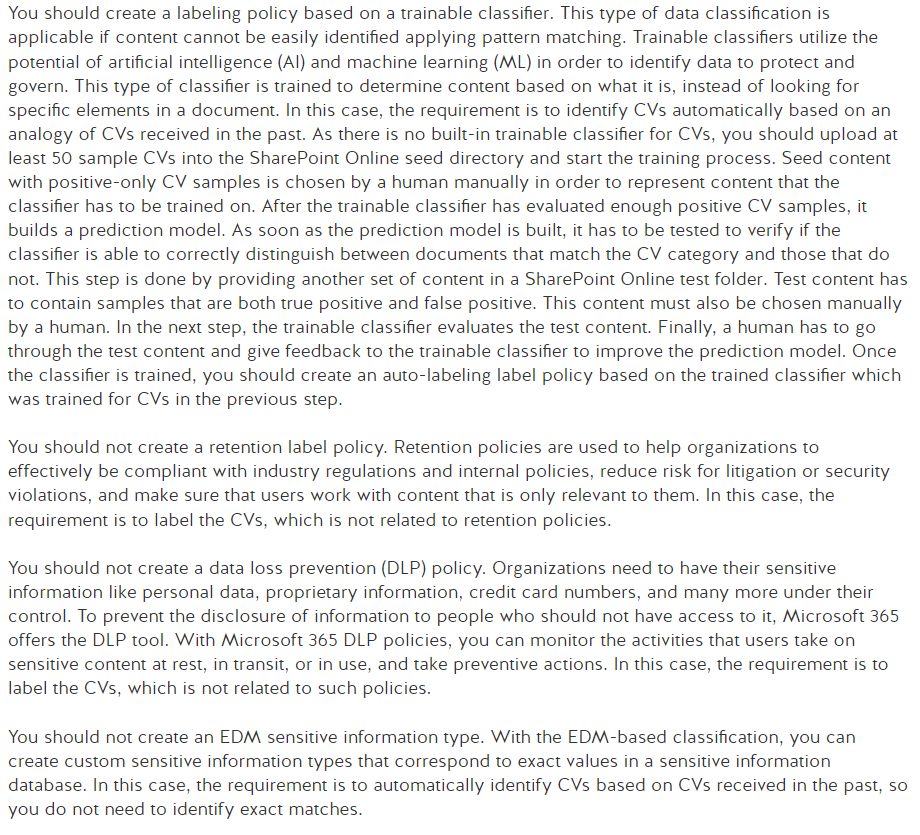 You should create a labeling policy based on a trainable classifier. This type of data classification is
applicable if content cannot be easily identified applying pattern matching. Trainable classifiers utilize the
potential of artificial intelligence (AI) and machine learning (ML) in order to identify data to protect and
govern. This type of classifier is trained to determine content based on what it is, instead of looking for
specific elements in a document. In this case, the requirement is to identify CVs automatically based on an
analogy of CVs received in the past. As there is no built-in trainable classifier for CVs, you should upload at
least 50 sample CVs into the SharePoint Online seed directory and start the training process. Seed content
with positive-only CV samples is chosen by a human manually in order to represent content that the
classifier has to be trained on. After the trainable classifier has evaluated enough positive CV samples, it
builds a prediction model. As soon as the prediction model is built, it has to be tested to verify if the
classifier is able to correctly distinguish between documents that match the CV category and those that do
not. This step is done by providing another set of content in a SharePoint Online test folder. Test content has
to contain samples that are both true positive and false positive. This content must also be chosen manually
by a human. In the next step, the trainable classifier evaluates the test content. Finally, a human has to go
through the test content and give feedback to the trainable classifier to improve the prediction model. Once
the classifier is trained, you should create an auto-labeling label policy based on the trained classifier which
was trained for CVs in the previous step.
You should not create a retention label policy. Retention policies are used to help organizations to
effectively be compliant with industry regulations and internal policies, reduce risk for litigation or security
violations, and make sure that users work with content that is only relevant to them. In this case, the
requirement is to label the CVs, which is not related to retention policies.
You should not create a data loss prevention (DLP) policy. Organizations need to have their sensitive
information like personal data, proprietary information, credit card numbers, and many more under their
control. To prevent the disclosure of information to people who should not have access to it, Microsoft 365
offers the DLP tool. With Microsoft 365 DLP policies, you can monitor the activities that users take on
sensitive content at rest, in transit, or in use, and take preventive actions. In this case, the requirement is to
label the CVs, which is not related to such policies.
You should not create an EDM sensitive information type. With the EDM-based classification, you can
create custom sensitive information types that correspond to exact values in a sensitive information
database. In this case, the requirement is to automatically identify CVs based on CVs received in the past, so
you do not need to identify exact matches.